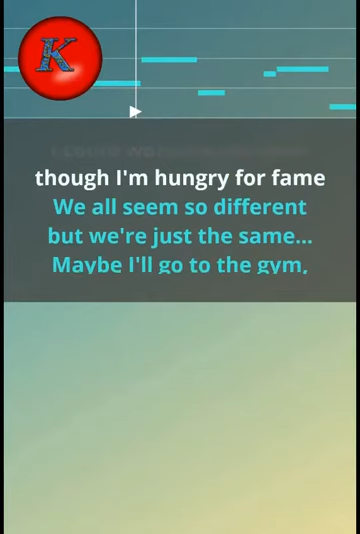 K
though I'm hungry for fame
We all seem so different
but we're just the same...
Maybe I'll go to the gym,